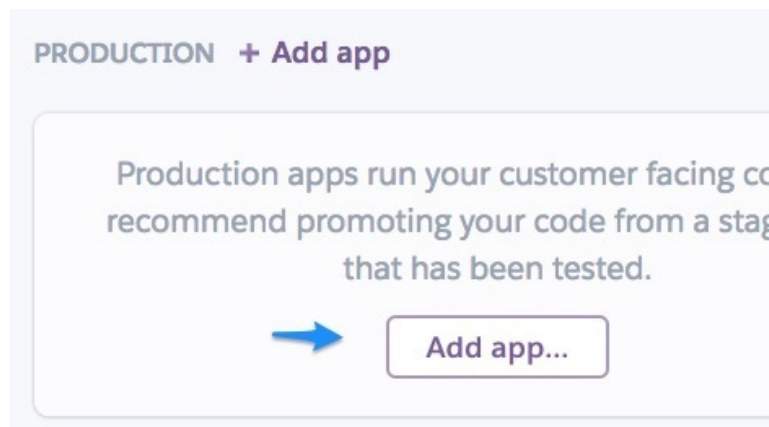 PRODUCTION + Add app
Production apps run your customer facing
recommend promoting your code from a
that has been tested.
Add app...